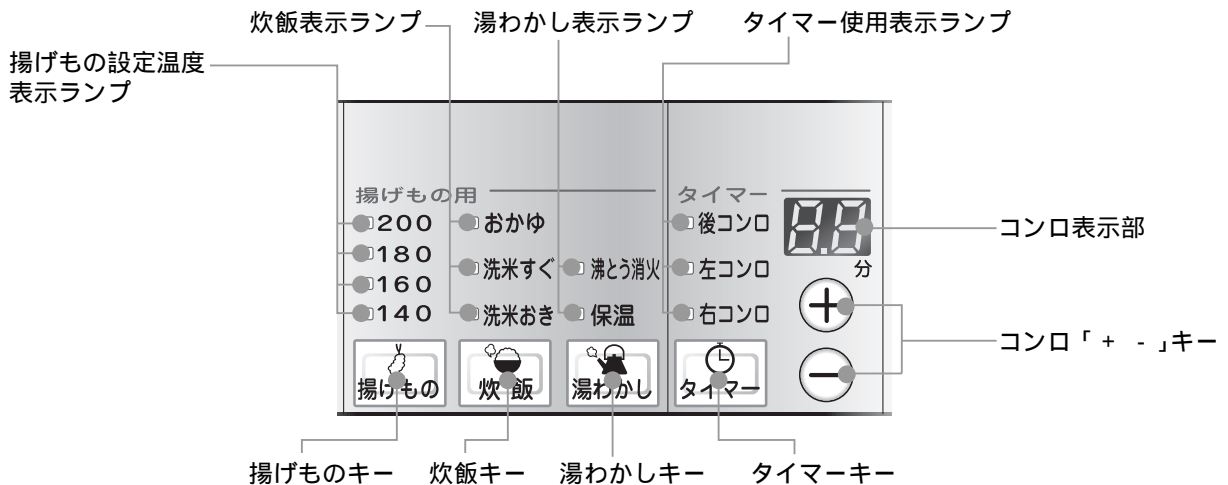 炊飯表示ランプ
湯わかし表示ランプ
タイマー使用表示ランプ
揚げもの設定温度
表示ランプ
揚げもの用
タイマー
200
おかゆ
後コンロ
88
コンロ表示部
180
洗米すぐ
沸とう消火
左コンロ
分
160
140
洗米おき
保温
右コンロ
+
コンロ「 + - 」キー
-
揚げもの
炊飯
湯わかし
タイマー
揚げものキー
炊飯キー
湯わかしキー
タイマーキー